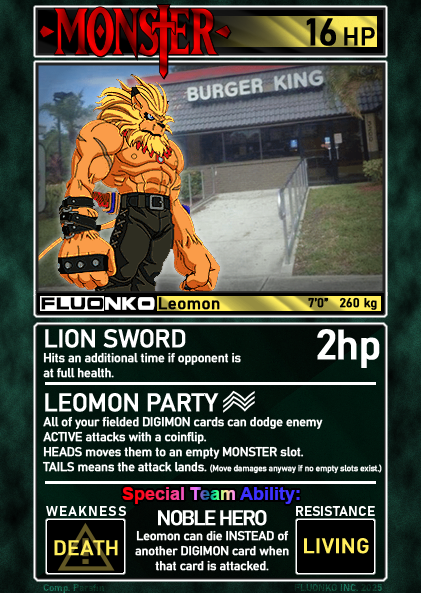 MONSTER
16 HP
BURGER KING
FLUONKO Leomon 7'0" 260 kg
LION SWORD
2hp
Hits an additional time if opponent is
at full health.
LEOMON PARTY
All of your fielded DIGIMON cards can dodge enemy
ACTIVE attacks with a coinflip.
HEADS moves them to an empty MONSTER slot.
TAILS means the attack lands. (Move damages anyway if no empty slots exist.)
Special Team Ability:
WEAKNESS
DEATH
NOBLE HERO
Leomon can die INSTEAD of
another DIGIMON card when
that card is attacked.
RESISTANCE
LIVING
FLUONKO INC. 2025